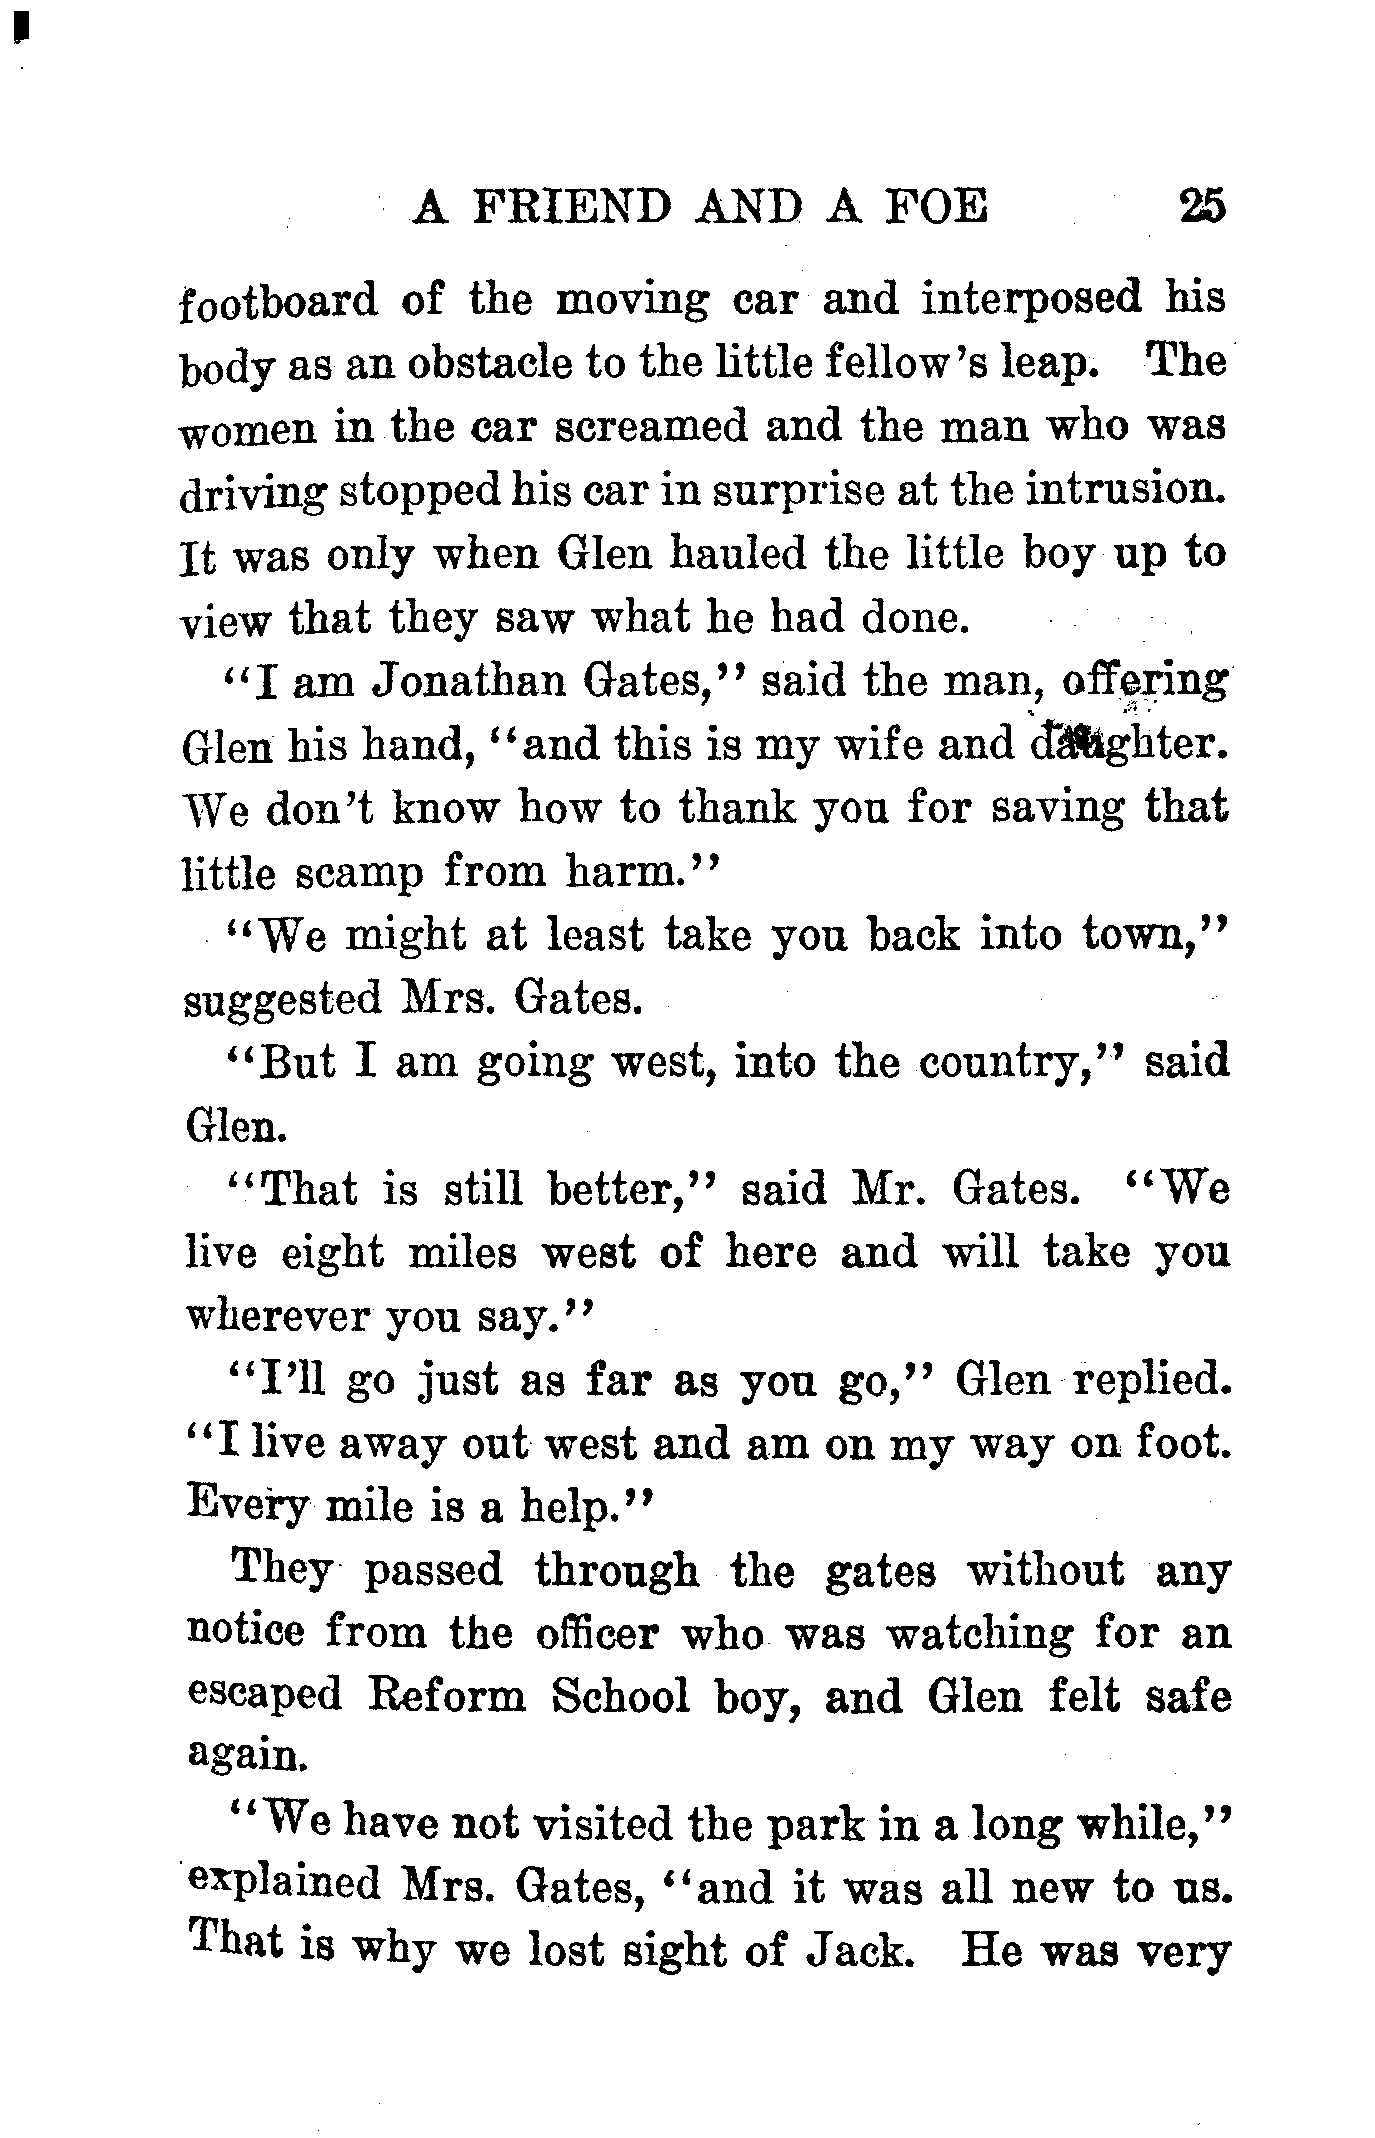 A FRIEND AND A FOE 25
footboard of the moving car and interposed his
body as an obstacle to the little fellow's leap. The
women in the car screamed and the man who was
driving stopped his car in surprise at the intrusion.
It was only when Glen hauled the little boy up to
view that they saw what he had done.
"I am Jonathan Gates," said the man, offering
Glen his hand, "and this is my wife and daughter.
We don't know how to thank you for saving that
little scamp from harm."
"We might at least take you back into town,"
suggested Mrs. Gates.
"But I am going west, into the country," said
Glen.
"That is still better," said Mr. Gates. "We
live eight miles west of here and will take you
wherever you say."
"I'll go just as far as you go," Glen replied.
"I live away out west and am on my way on foot.
Every mile is a help."
They passed through the gates without any
notice from the officer who was watching for an
escaped Reform School boy, and Glen felt safe
again.
"We have not visited the park in a long while,"
explained Mrs. Gates, "and it was all new to us.
That is why we lost sight of Jack. He was very